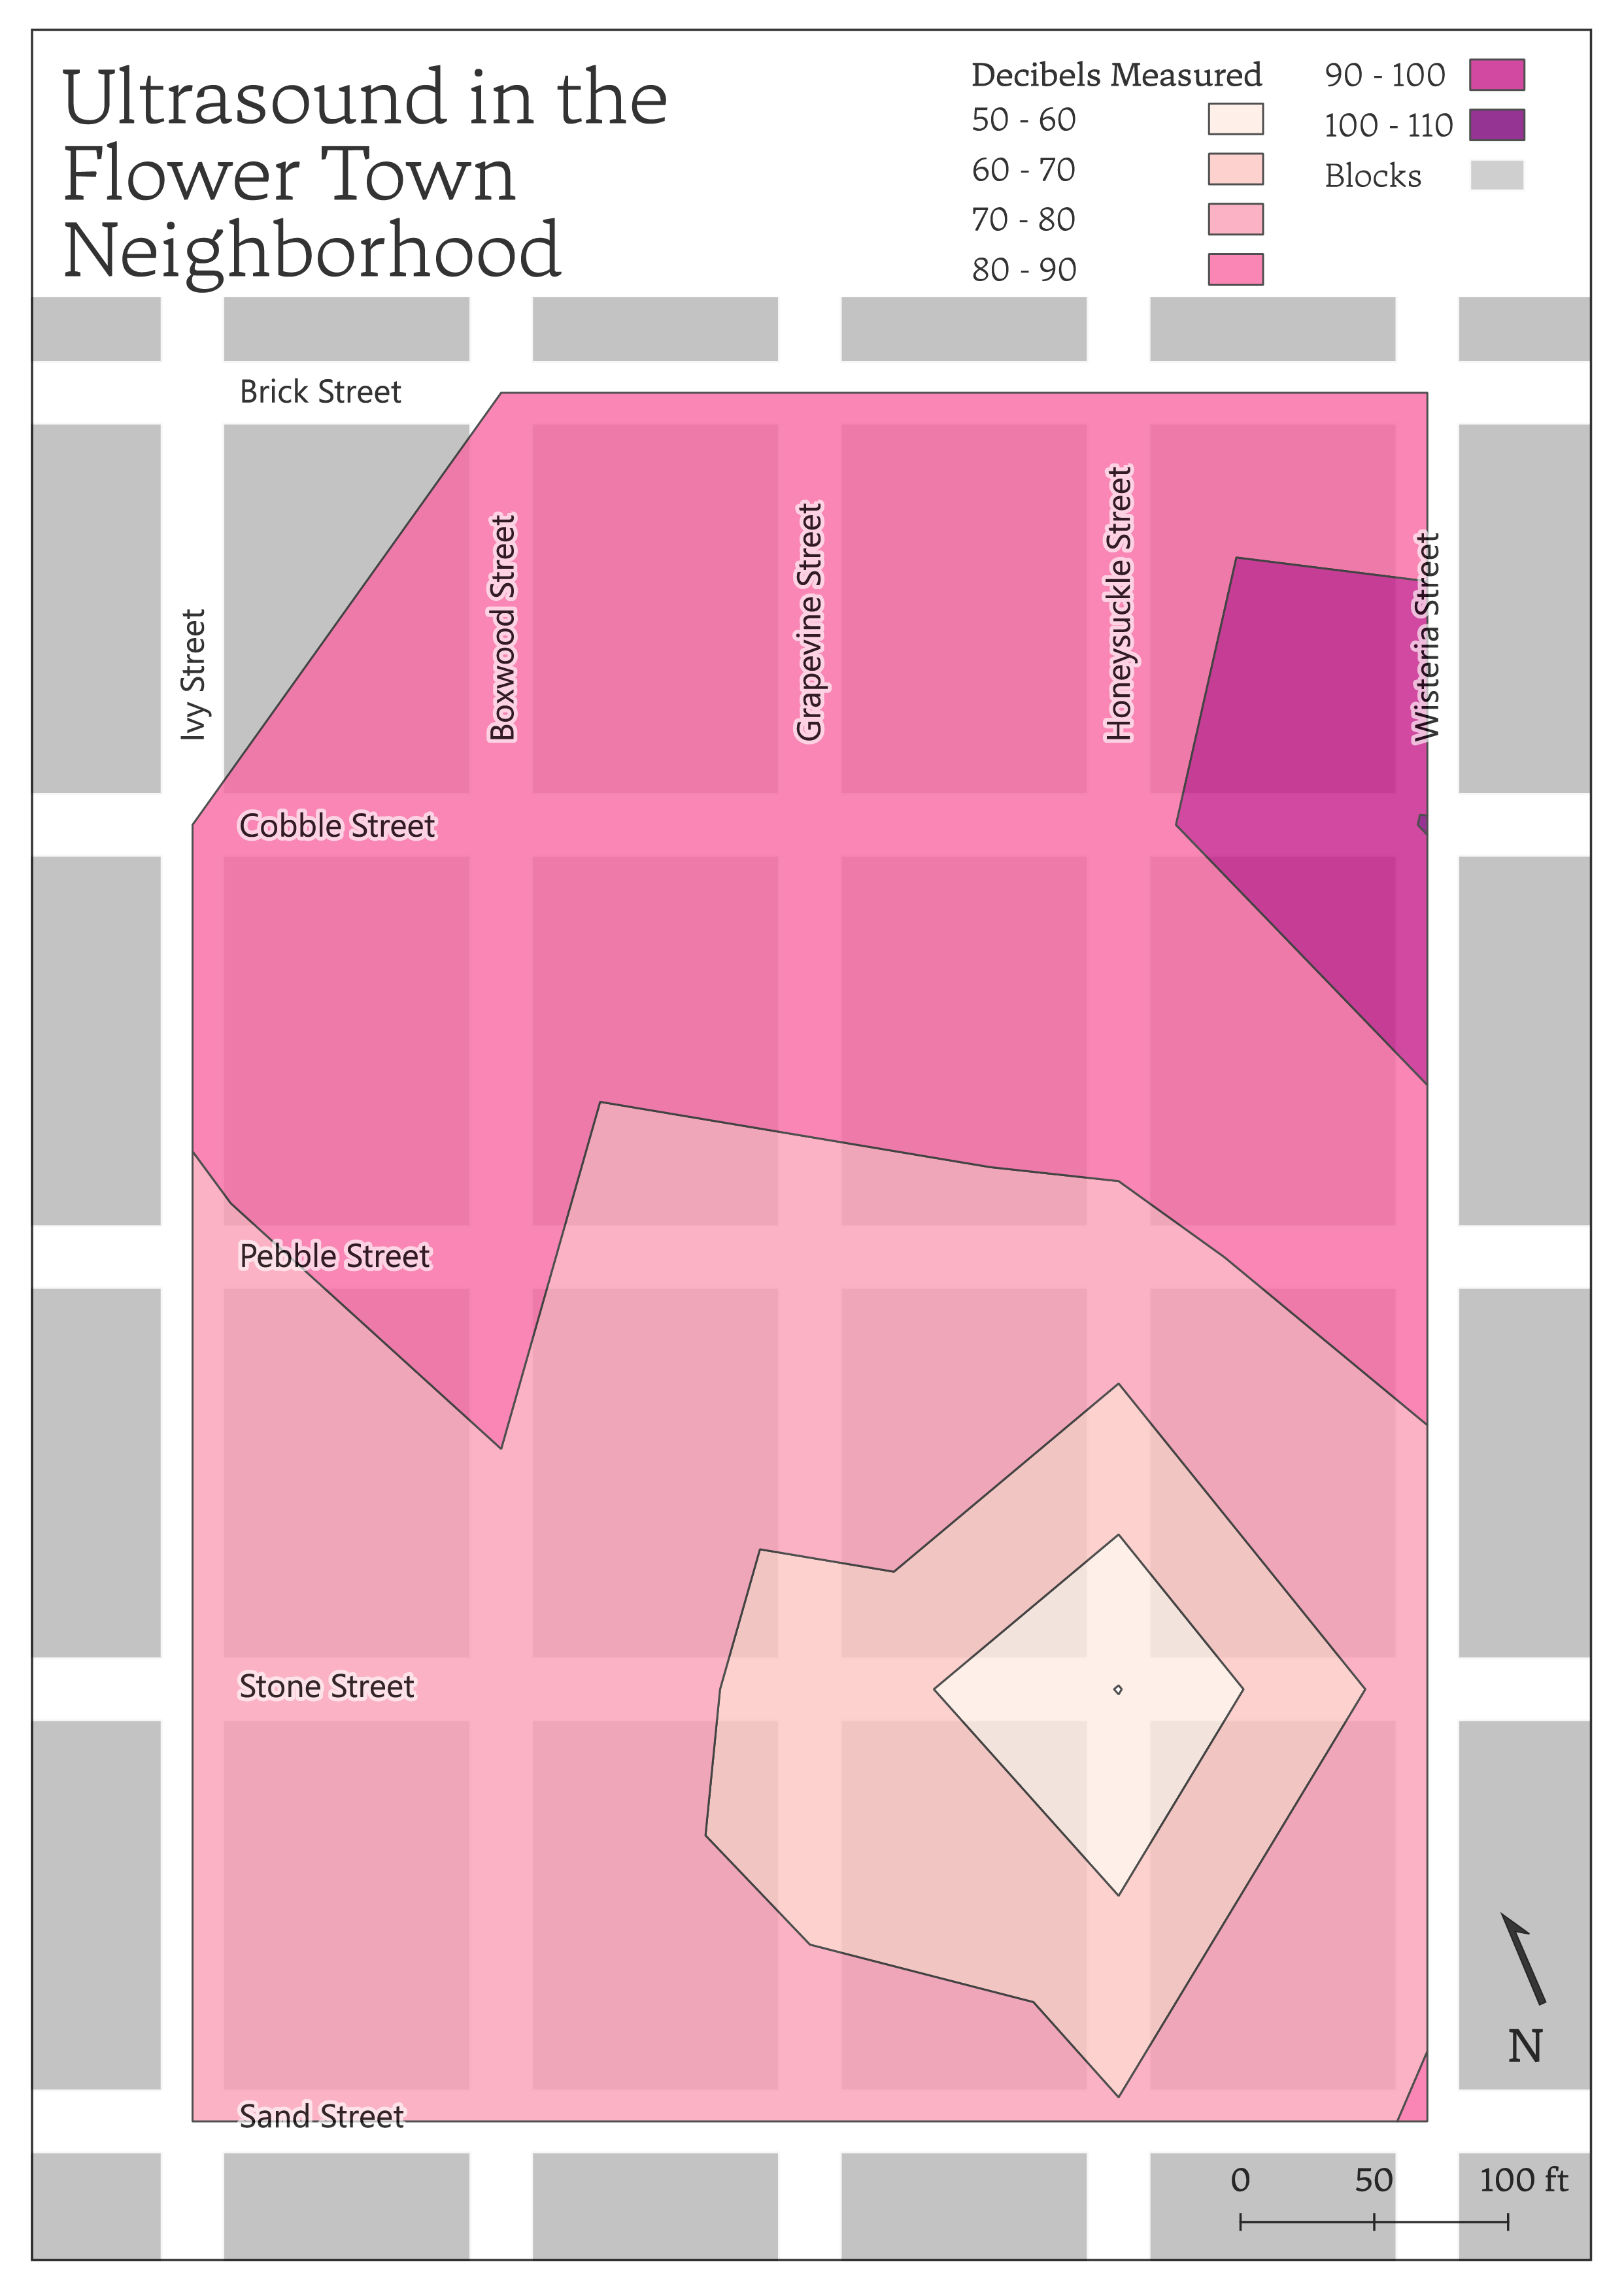 Ultrasound in the
Flower Town
Neighborhood
Decibels Measured
50 - 60
60 - 70
70 - 80
80 - 90
90 - 100
100 - 110
Blocks
Brick Street
Ivy Street
Boxwood Street
Grapevine Street
Honeysuckle Street
Wisteria Street
Cobble Street
Pebble Street
Stone Street
Sand Street
N
0 50 100 ft